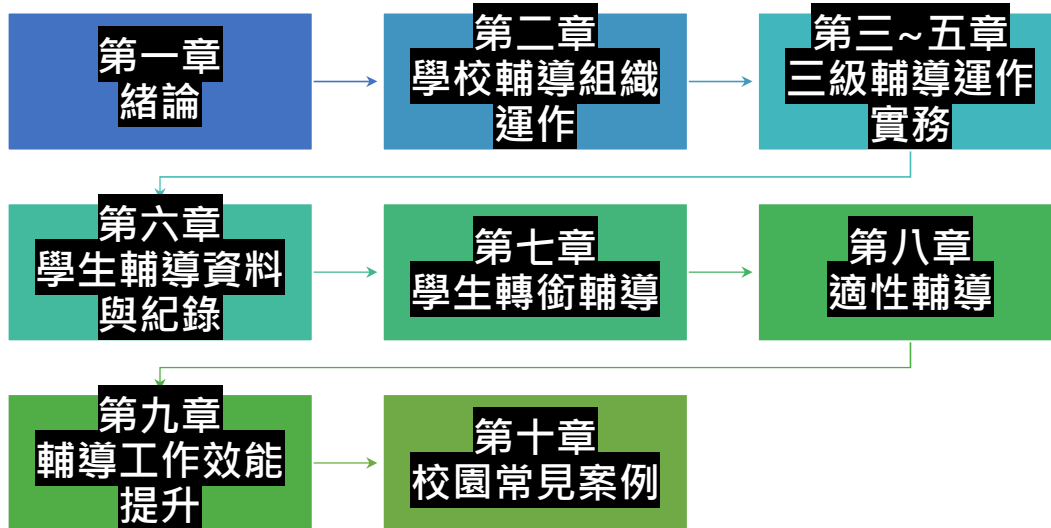 第一章
緒論
第二章
學校輔導組織
運作
第三~五章
三級輔導運作
實務
第六章
學生輔導資料
與紀錄
第七章
學生轉銜輔導
第八章
適性輔導
第九章
輔導工作效能
提升
第十章
校園常見案例